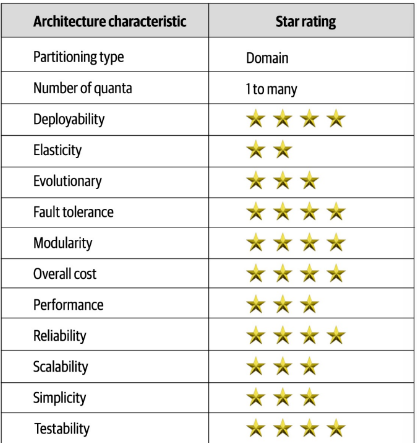 Architecture characteristic Star rating
Partitioning type Domain
Number of quanta 1 to many
Deployability
Elasticity
Evolutionary
Fault tolerance
Modularity
Overall cost
Performance
Reliability
Scalability
Simplicity
Testability